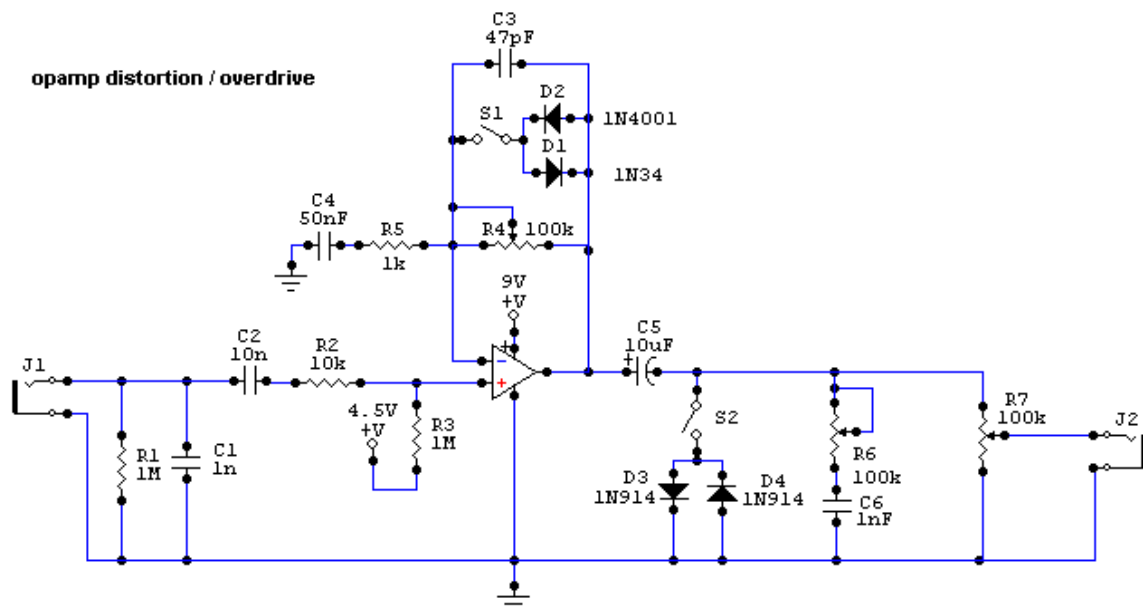 opamp distortion / overdrive
C3
47pF
D2
1N4001
S1
D1
1N34
C4
50nF
R5
1k
R4 100k
9V
+V
C5
10uF
C2
10n
R2
10k
J1
4.5V
+V
R3
1M
R1
1M
C1
1n
S2
R7
100k
J2
D3
1N914
D4
1N914
R6
100k
C6
1nF